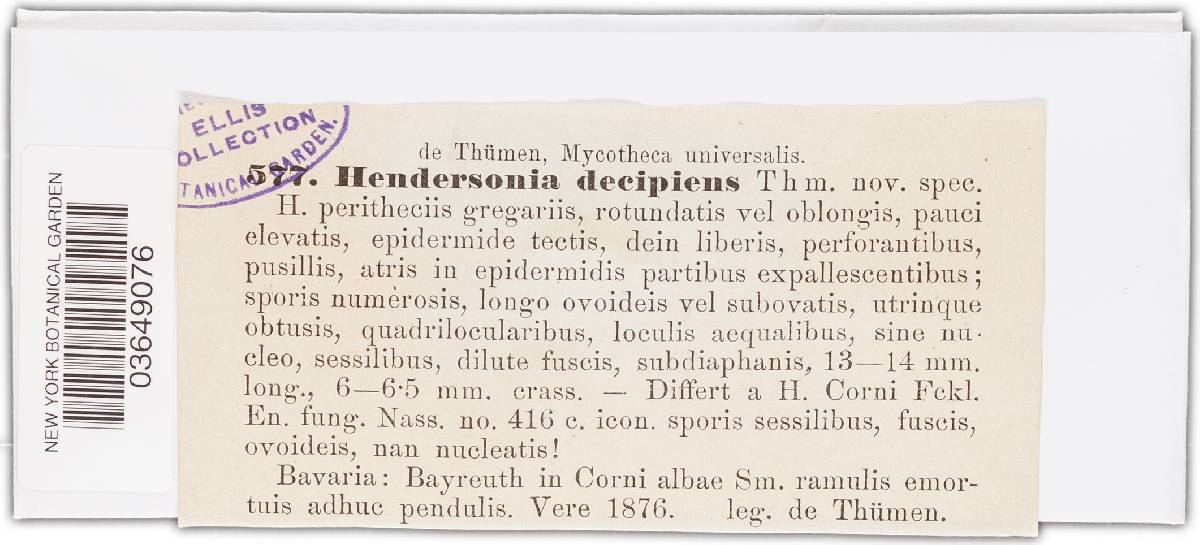 ELLIS
COLLECTION
BOTANICAL GARDEN.
de Thümen, Mycotheca universalis.
577. Hendersonia decipiens Thm. nov. spec.
H. peritheciis gregariis, rotundatis vel oblongis, pauci
elevatis, epidermide tectis, dein liberis, perforantibus,
pusillis, atris in epidermidis partibus expallescentibus;
sporis numèrosis, longo ovoideis vel subovatis, utrinque
obtusis, quadrilocularibus, loculis aequalibus, sine nu-
cleo, sessilibus, dilute fuscis, subdiaphanis, 13—14 mm.
long., 6—6·5 mm. crass. — Differt a H. Corni Fckl.
En. fung. Nass. no. 416 c. icon. sporis sessilibus, fuscis,
ovoideis, nan nucleatis!
Bavaria: Bayreuth in Corni albae Sm. ramulis emor-
tuis adhuc pendulis. Vere 1876. leg. de Thümen.
NEW YORK BOTANICAL GARDEN
03649076